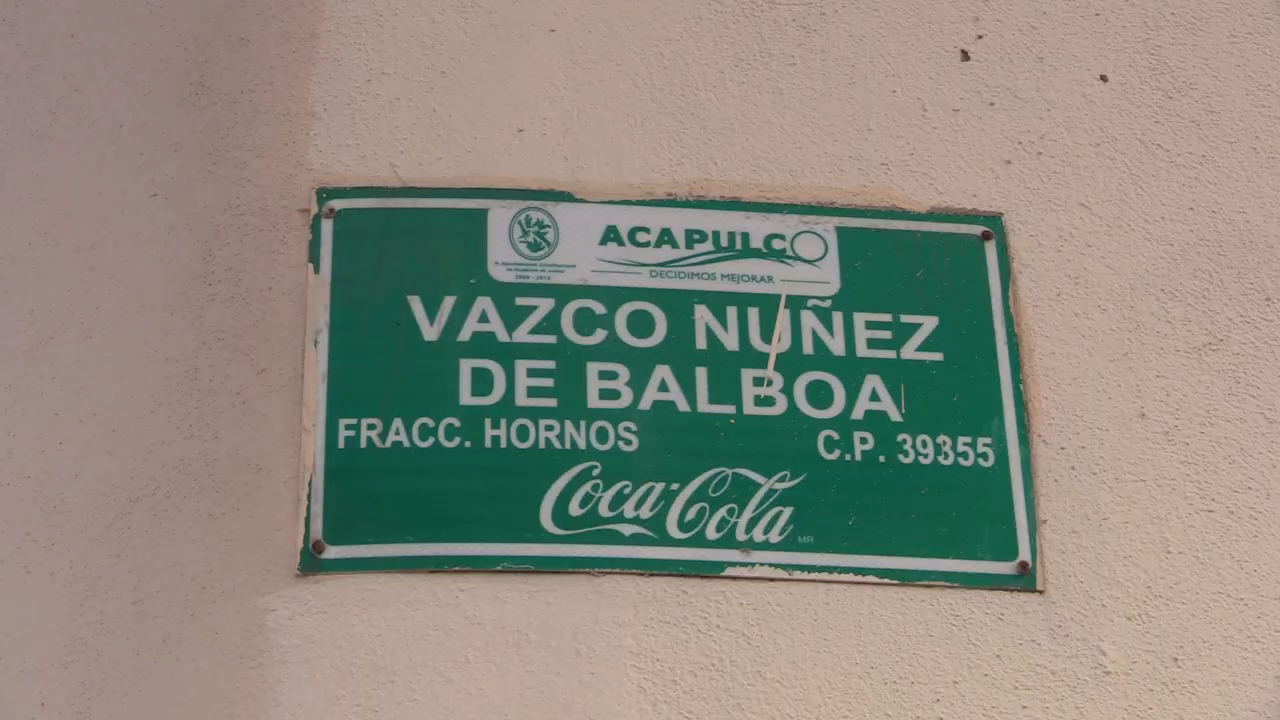 ACAPULCO
DECIDIMOS MEJORAR
VAZCO NUÑEZ
DE BALBOA
FRACC. HORNOS
C.P. 39355
Coca-Cola
MR